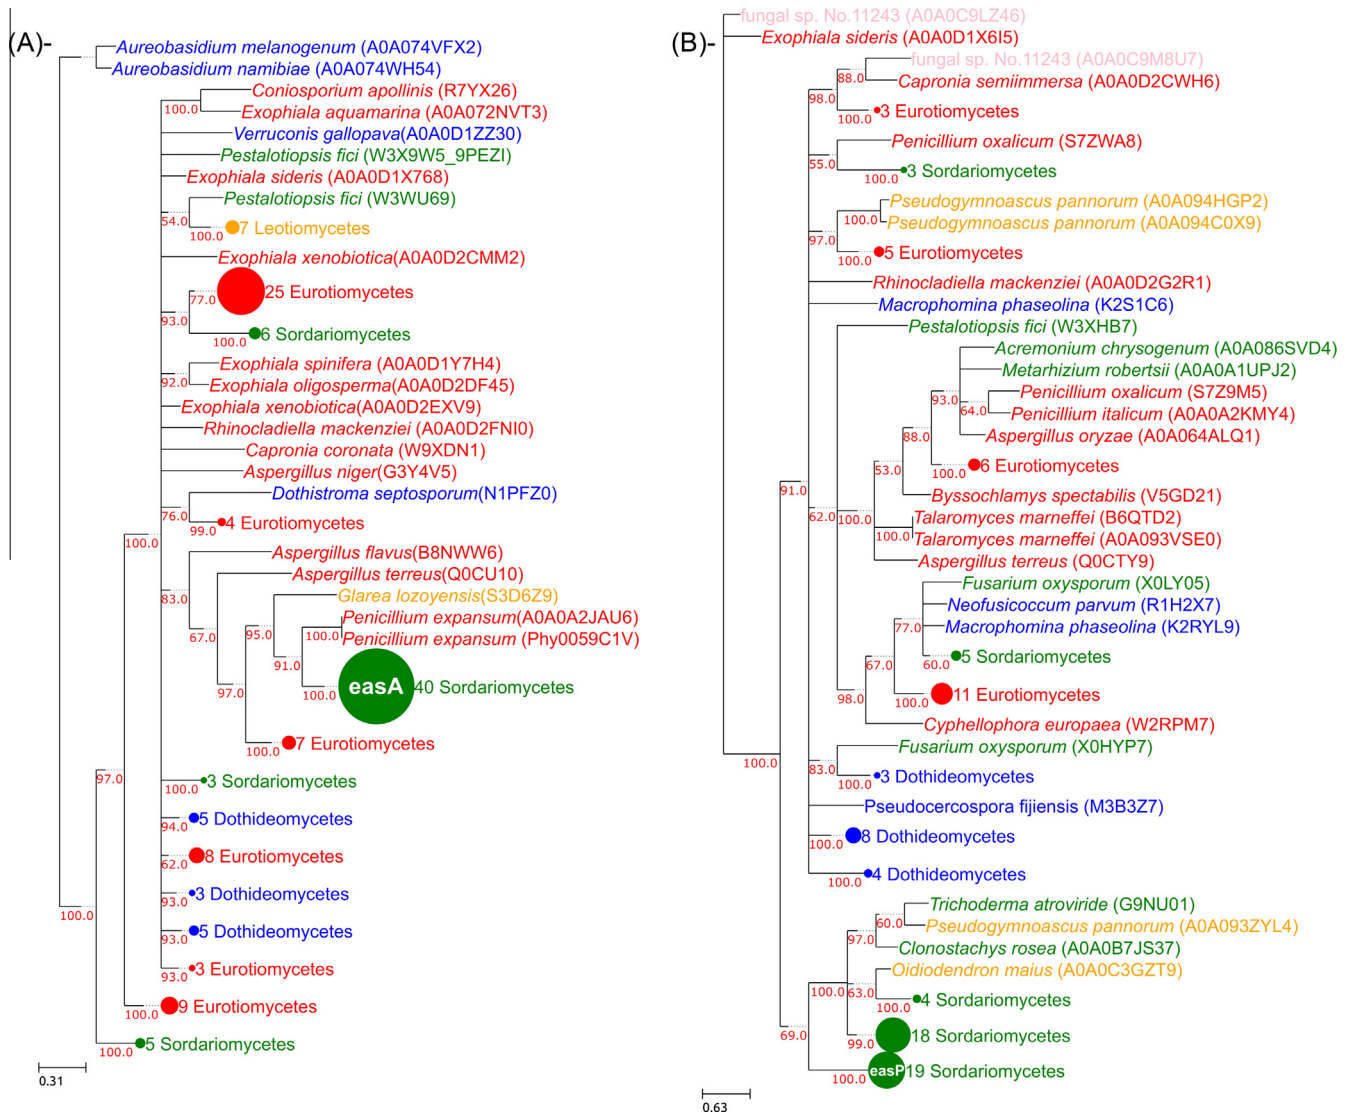 (A)-
Aureobasidium melanogenum (A0A074VFX2)
Aureobasidium namibiae (A0A074WH54)
Coniosporium apollinis (R7YX26)
100.0
Exophiala aquamarina (A0A072NVT3)
Verruconis gallopava(A0A0D1ZZ30)
Pestalotiopsis fici (W3X9W5_9PEZI)
Exophiala sideris (A0A0D1X768)
Pestalotiopsis fici (W3WU69)
54.0
7 Leotiomycetes
100.0
Exophiala xenobiotica(A0A0D2CMM2)
25 Eurotiomycetes
77.0
93.0
6 Sordariomycetes
100.0
Exophiala spinifera (A0A0D1Y7H4)
92.0
Exophiala oligosperma(A0A0D2DF45)
Exophiala xenobiotica(A0A0D2EXV9)
Rhinocladiella mackenziei (A0A0D2FNI0)
Capronia coronata (W9XDN1)
Aspergillus niger(G3Y4V5)
Dothistroma septosporum(N1PFZ0)
76.0
4 Eurotiomycetes
99.0
100.0
Aspergillus flavus(B8NWW6)
Aspergillus terreus(Q0CU10)
83.0
Glarea lozoyensis(S3D6Z9)
Penicillium expansum(A0A0A2JAU6)
67.0
95.0
100.0
Penicillium expansum (Phy0059C1V)
91.0
97.0
easA
40 Sordariomycetes
100.0
7 Eurotiomycetes
100.0
97.0
3 Sordariomycetes
100.0
5 Dothideomycetes
94.0
8 Eurotiomycetes
62.0
3 Dothideomycetes
93.0
100.0
5 Dothideomycetes
93.0
3 Eurotiomycetes
93.0
9 Eurotiomycetes
100.0
5 Sordariomycetes
100.0
0.31
(B)-
fungal sp. No.11243 (A0A0C9LZ46)
Exophiala sideris (A0A0D1X6I5)
fungal sp. No.11243 (A0A0C9M8U7)
88.0
Capronia semiimmersa (A0A0D2CWH6)
98.0
3 Eurotiomycetes
100.0
Penicillium oxalicum (S7ZWA8)
55.0
3 Sordariomycetes
100.0
Pseudogymnoascus pannorum (A0A094HGP2)
100.0
Pseudogymnoascus pannorum (A0A094C0X9)
97.0
5 Eurotiomycetes
100.0
Rhinocladiella mackenziei (A0A0D2G2R1)
Macrophomina phaseolina (K2S1C6)
Pestalotiopsis fici (W3XHB7)
Acremonium chrysogenum (A0A086SVD4)
Metarhizium robertsii (A0A0A1UPJ2)
93.0
Penicillium oxalicum (S7Z9M5)
64.0
Penicillium italicum (A0A0A2KMY4)
88.0
Aspergillus oryzae (A0A064ALQ1)
53.0
6 Eurotiomycetes
100.0
91.0
Byssochlamys spectabilis (V5GD21)
62.0
100.0
Talaromyces marneffei (B6QTD2)
100.0
Talaromyces marneffei (A0A093VSE0)
Aspergillus terreus (Q0CTY9)
Fusarium oxysporum (X0LY05)
Neofusicoccum parvum (R1H2X7)
77.0
Macrophomina phaseolina (K2RYL9)
67.0
5 Sordariomycetes
60.0
98.0
11 Eurotiomycetes
100.0
Cyphellophora europaea (W2RPM7)
100.0
Fusarium oxysporum (X0HYP7)
83.0
3 Dothideomycetes
100.0
Pseudocercospora fijiensis (M3B3Z7)
8 Dothideomycetes
100.0
4 Dothideomycetes
100.0
Trichoderma atroviride (G9NU01)
60.0
Pseudogymnoascus pannorum (A0A093ZYL4)
97.0
Clonostachys rosea (A0A0B7JS37)
Oidiodendron maius (A0A0C3GZT9)
100.0
63.0
4 Sordariomycetes
100.0
69.0
18 Sordariomycetes
99.0
easP
19 Sordariomycetes
100.0
0.63